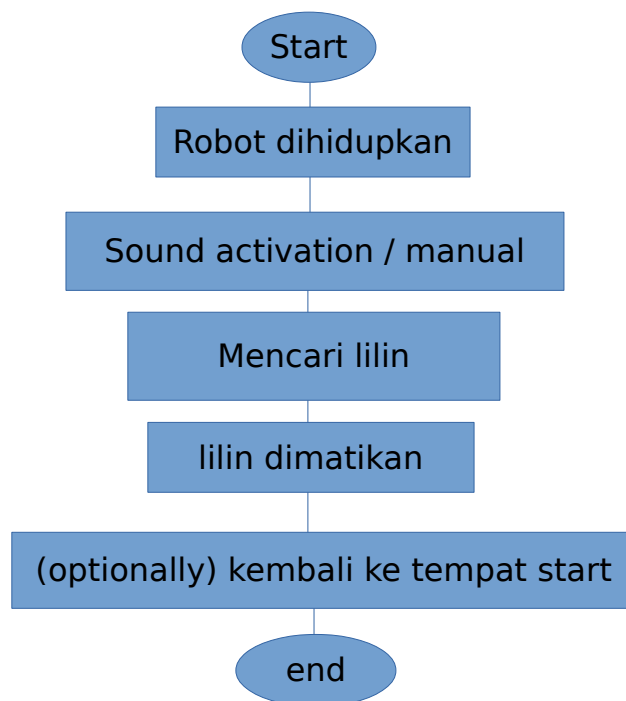 Start
Robot dihidupkan
Sound activation / manual
Mencari lilin
lilin dimatikan
(optionally) kembali ke tempat start
end